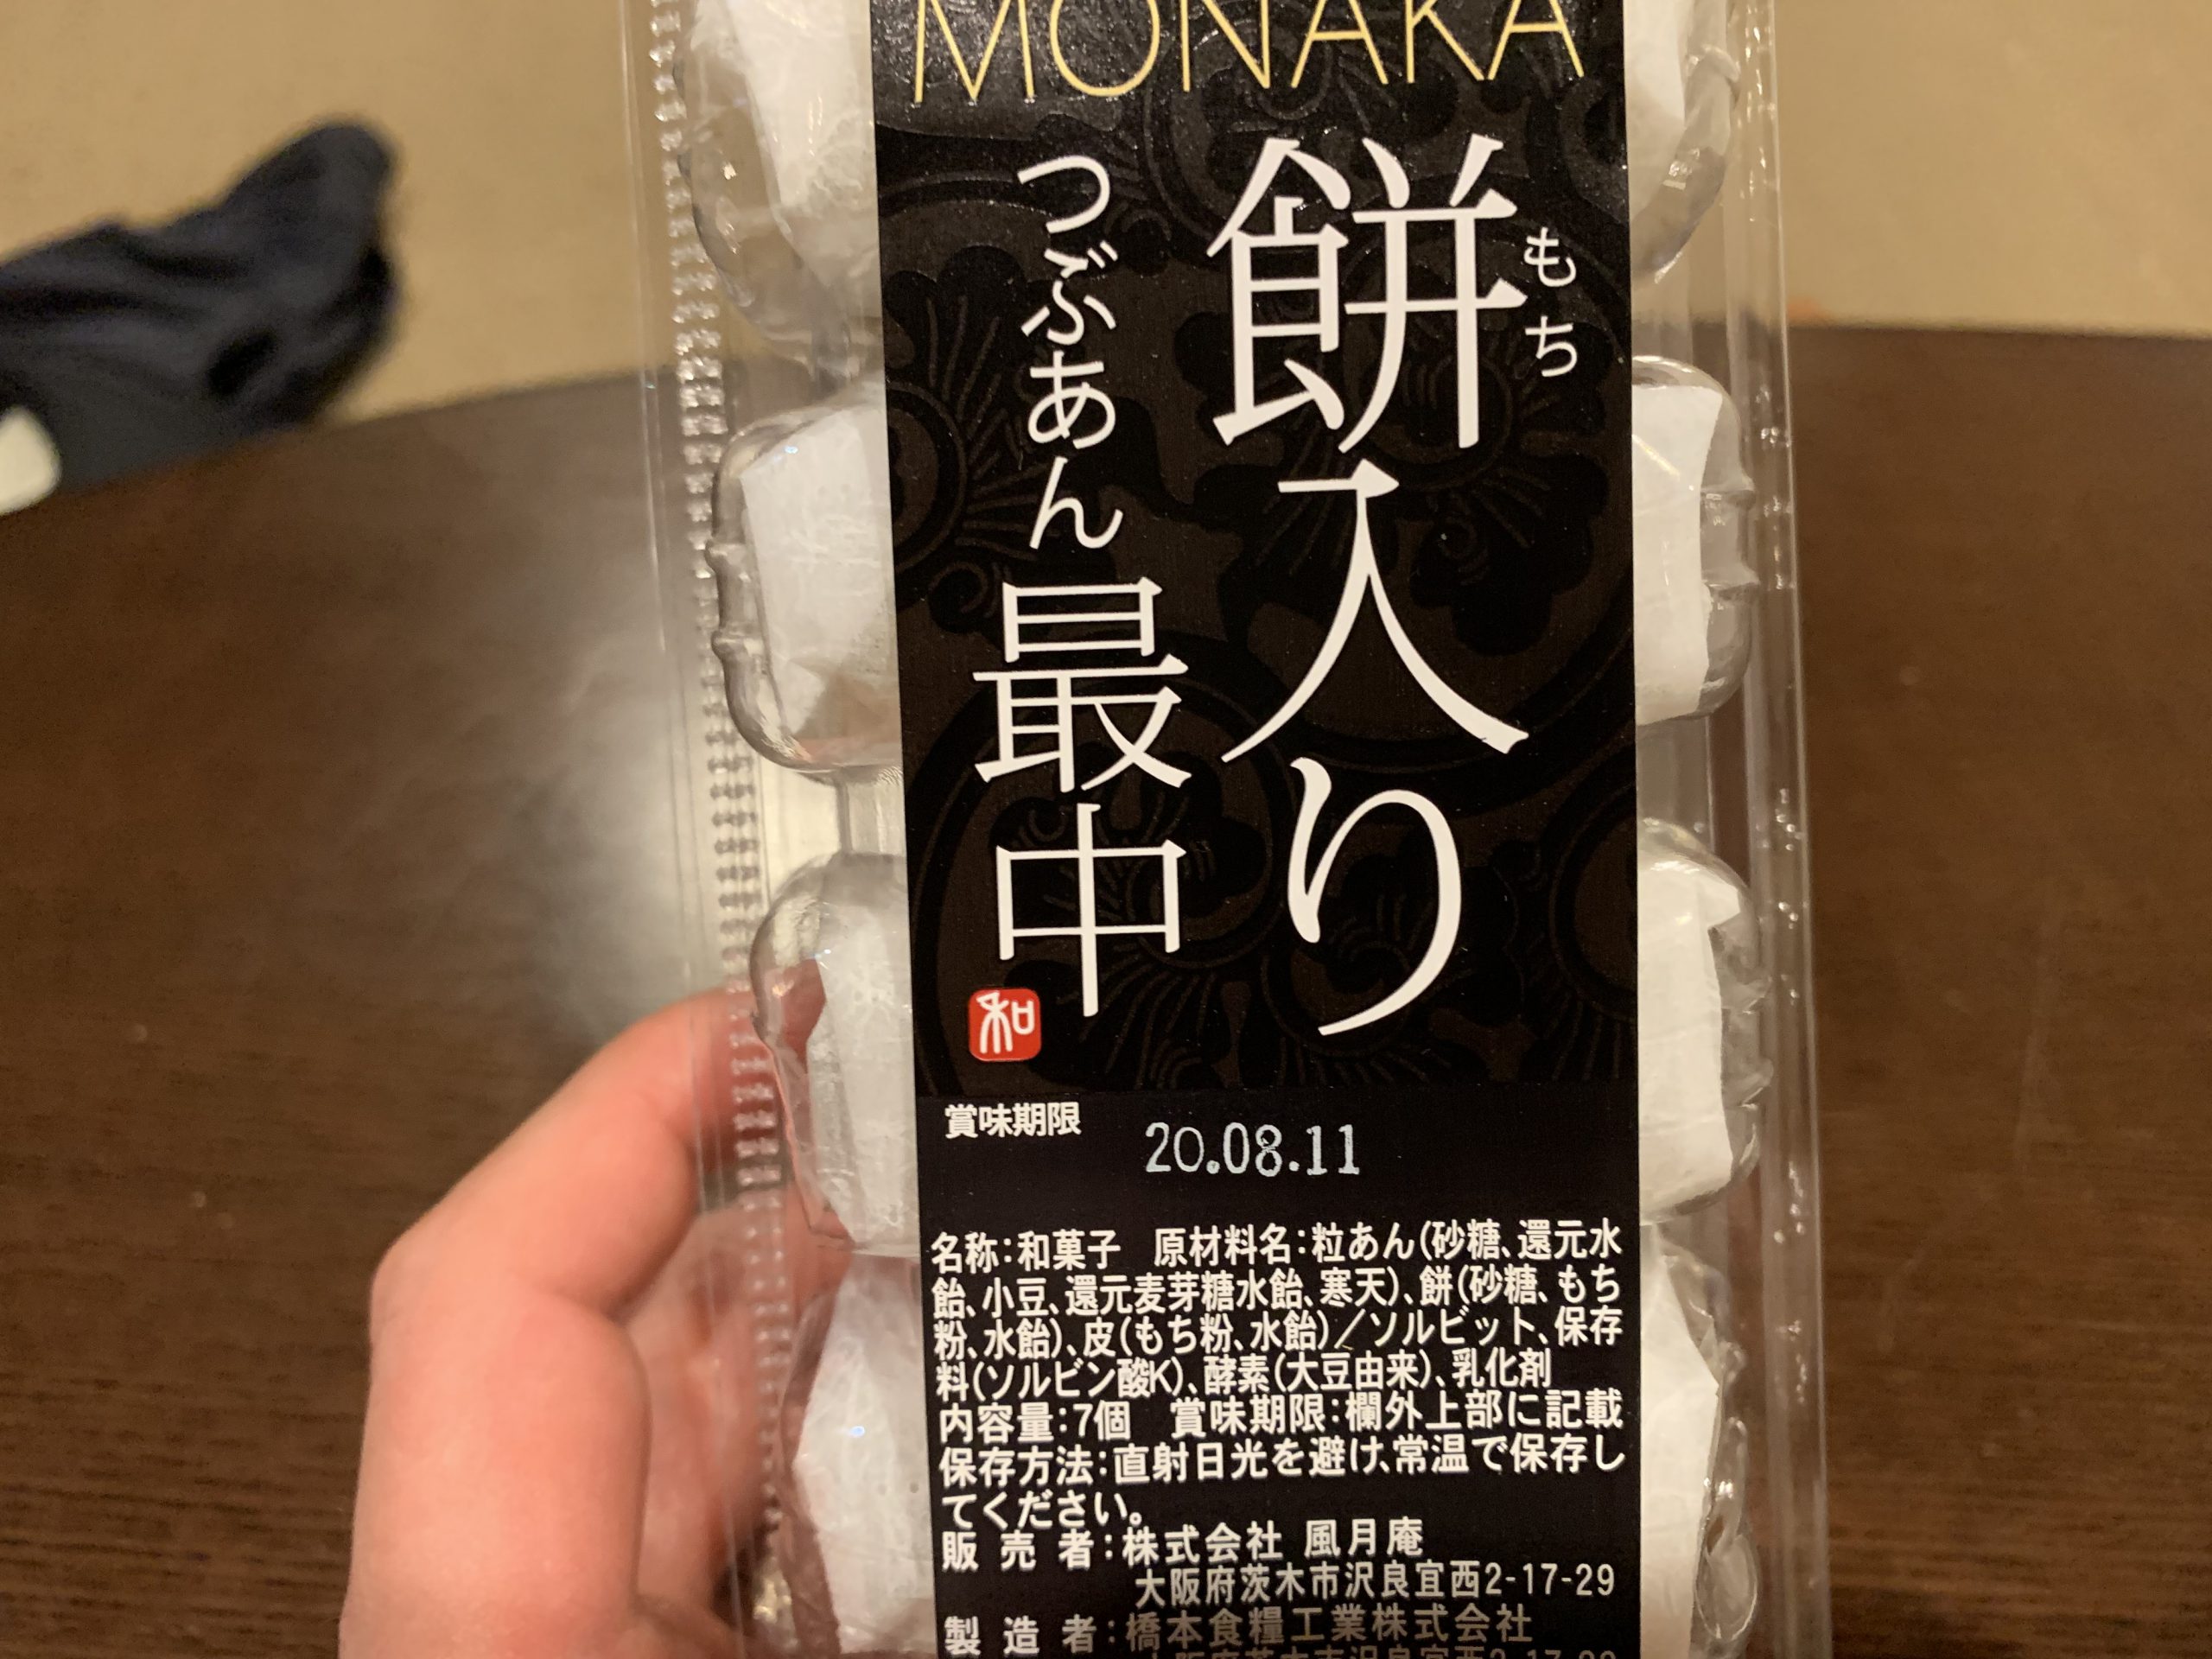 MONAKA
餅入り
もち
つぶあん 最中
和
賞味期限
20.08.11
名称:和菓子 原材料名:粒あん(砂糖、還元水
飴、小豆、還元麦芽糖水飴、寒天)、餅(砂糖、もち
粉、水飴)、皮(もち粉、水飴)／ソルビット、保存
料(ソルビン酸K)、酵素(大豆由来)、乳化剤
内容量:7個 賞味期限:欄外上部に記載
保存方法:直射日光を避け、常温で保存し
てください。
販売者:株式会社 風月庵
大阪府茨木市沢良宜西2-17-29
製造者:橋本食糧工業株式会社